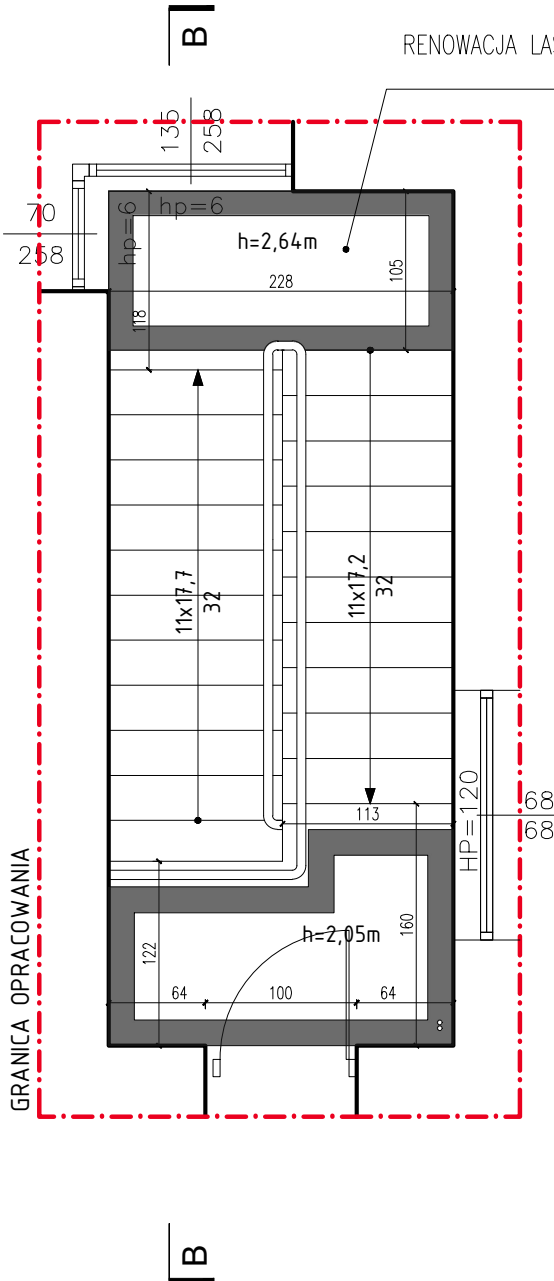 B
RENOWACJA LAS
135
258
70
258
hp=6
hp=6
h=2,64m
228
105
118
11x17,7
32
11x17,2
32
113
HP=120
68
68
GRANICA OPRACOWANIA
h=2,05m
122
160
64
100
64
B